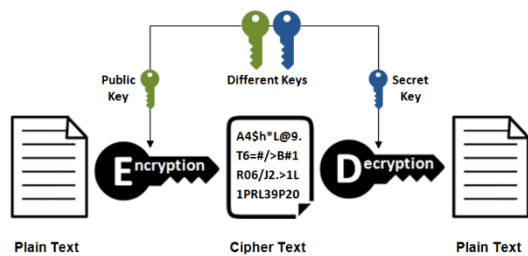 Public
Key
Different Keys
Secret
Key
Encryption
A4$h*L@9.
T6=#/>B#1
R06/J2.>1L
1PRL39P20
Decryption
Plain Text
Cipher Text
Plain Text